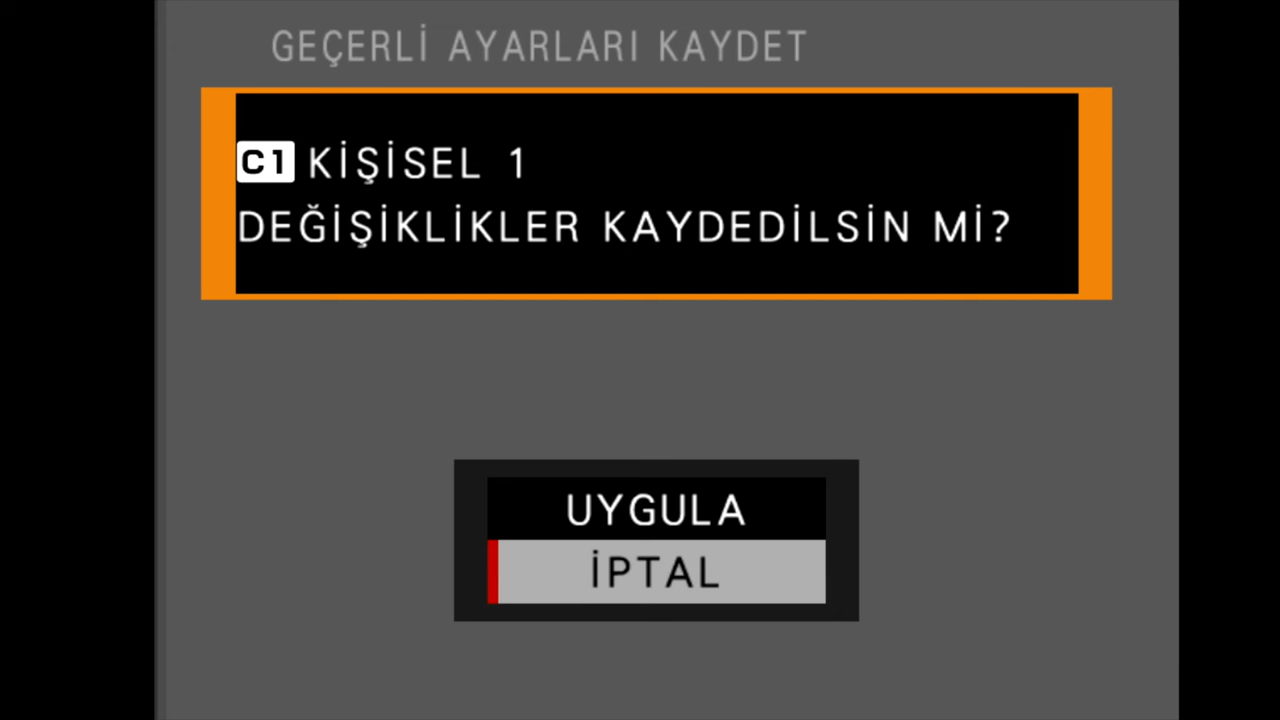 GEÇERLİ AYARLARI KAYDET
C1 KİŞİSEL 1
DEĞİŞİKLİKLER KAYDEDİLSİN Mİ?
UYGULA
İPTAL